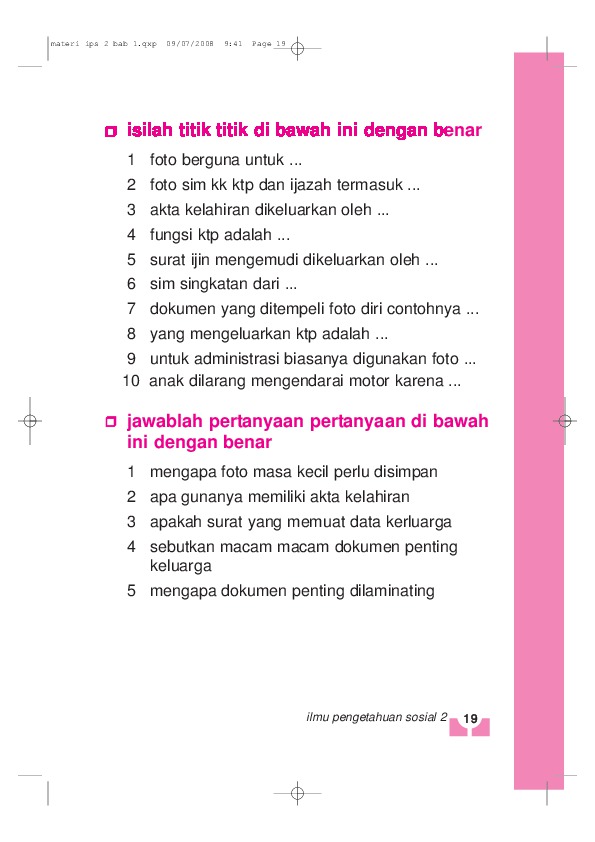 materi ips 2 bab 1.qxp 09/07/2008 9:41 Page 19
isilah titik titik di bawah ini dengan benar
1 foto berguna untuk ...
2 foto sim kk ktp dan ijazah termasuk ...
3 akta kelahiran dikeluarkan oleh ...
4 fungsi ktp adalah ...
5 surat ijin mengemudi dikeluarkan oleh ...
6 sim singkatan dari ...
7 dokumen yang ditempeli foto diri contohnya ...
8 yang mengeluarkan ktp adalah ...
9 untuk administrasi biasanya digunakan foto ...
10 anak dilarang mengendarai motor karena ...
jawablah pertanyaan pertanyaan di bawah
ini dengan benar
1 mengapa foto masa kecil perlu disimpan
2 apa gunanya memiliki akta kelahiran
3 apakah surat yang memuat data kerluarga
4 sebutkan macam macam dokumen penting
keluarga
5 mengapa dokumen penting dilaminating
ilmu pengetahuan sosial 2 19